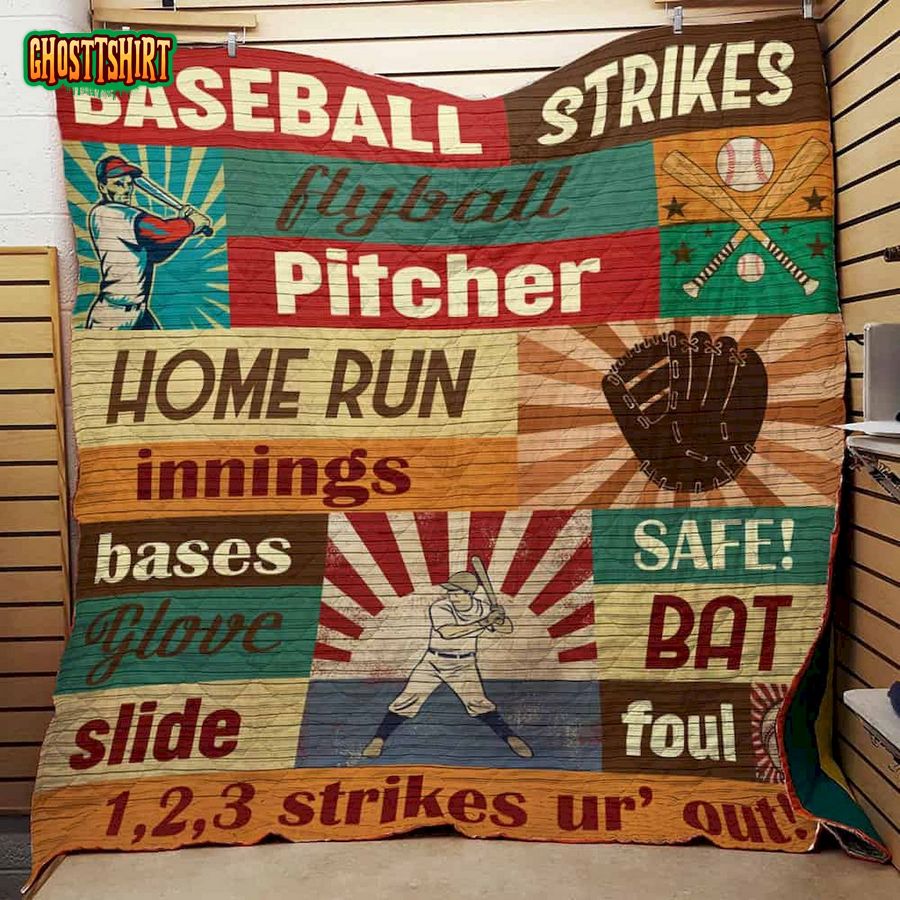 GHOSTTSHIRT
BASEBALL STRIKES
flyball
Pitcher
HOME RUN
innings
bases
Glove
slide
SAFE!
BAT
foul
1,2,3 strikes ur' out!